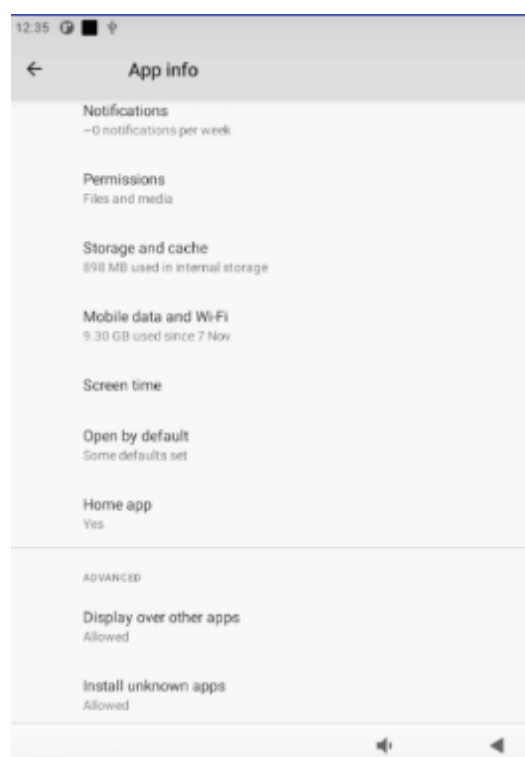 12:35
App info
Notifications
~0 notifications per week
Permissions
Files and media
Storage and cache
898 MB used in internal storage
Mobile data and Wi-Fi
9.30 GB used since 7 Nov
Screen time
Open by default
Some defaults set
Home app
Yes
ADVANCED
Display over other apps
Allowed
Install unknown apps
Allowed